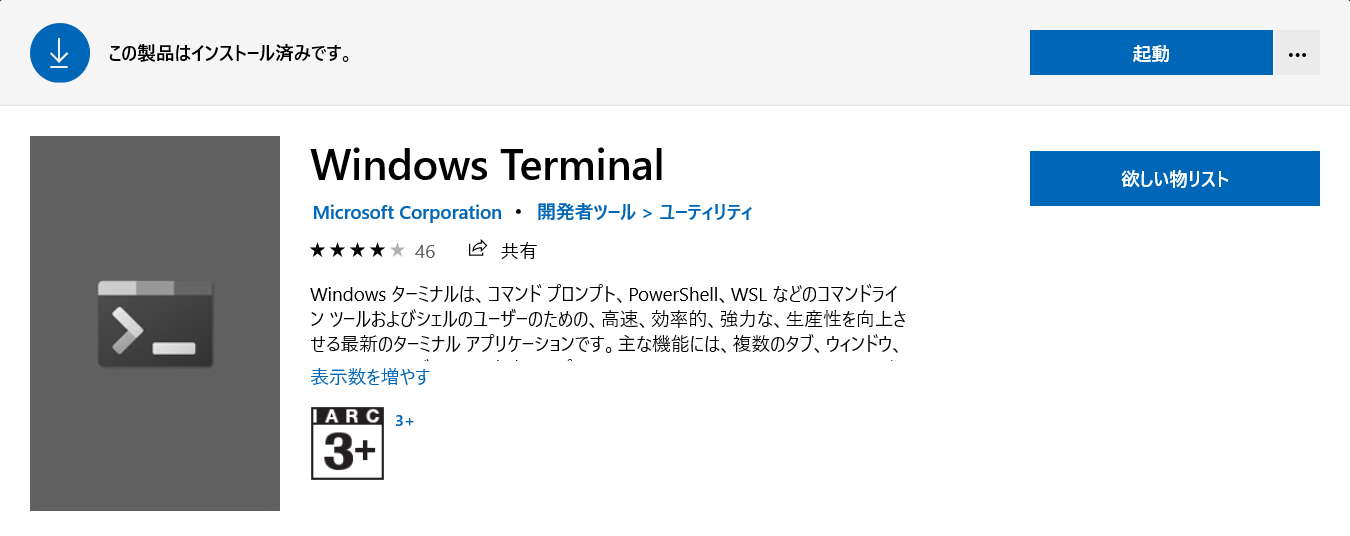 この製品はインストール済みです。
起動
Windows Terminal
欲しい物リスト
Microsoft Corporation • 開発者ツール > ユーティリティ
46 共有
Windows ターミナルは、コマンド プロンプト、PowerShell、WSL などのコマンドライ
ン ツールおよびシェルのユーザーのための、高速、効率的、強力な、生産性を向上さ
せる最新のターミナル アプリケーションです。主な機能には、複数のタブ、ウィンドウ、
表示数を増やす
IARC
3+
3+